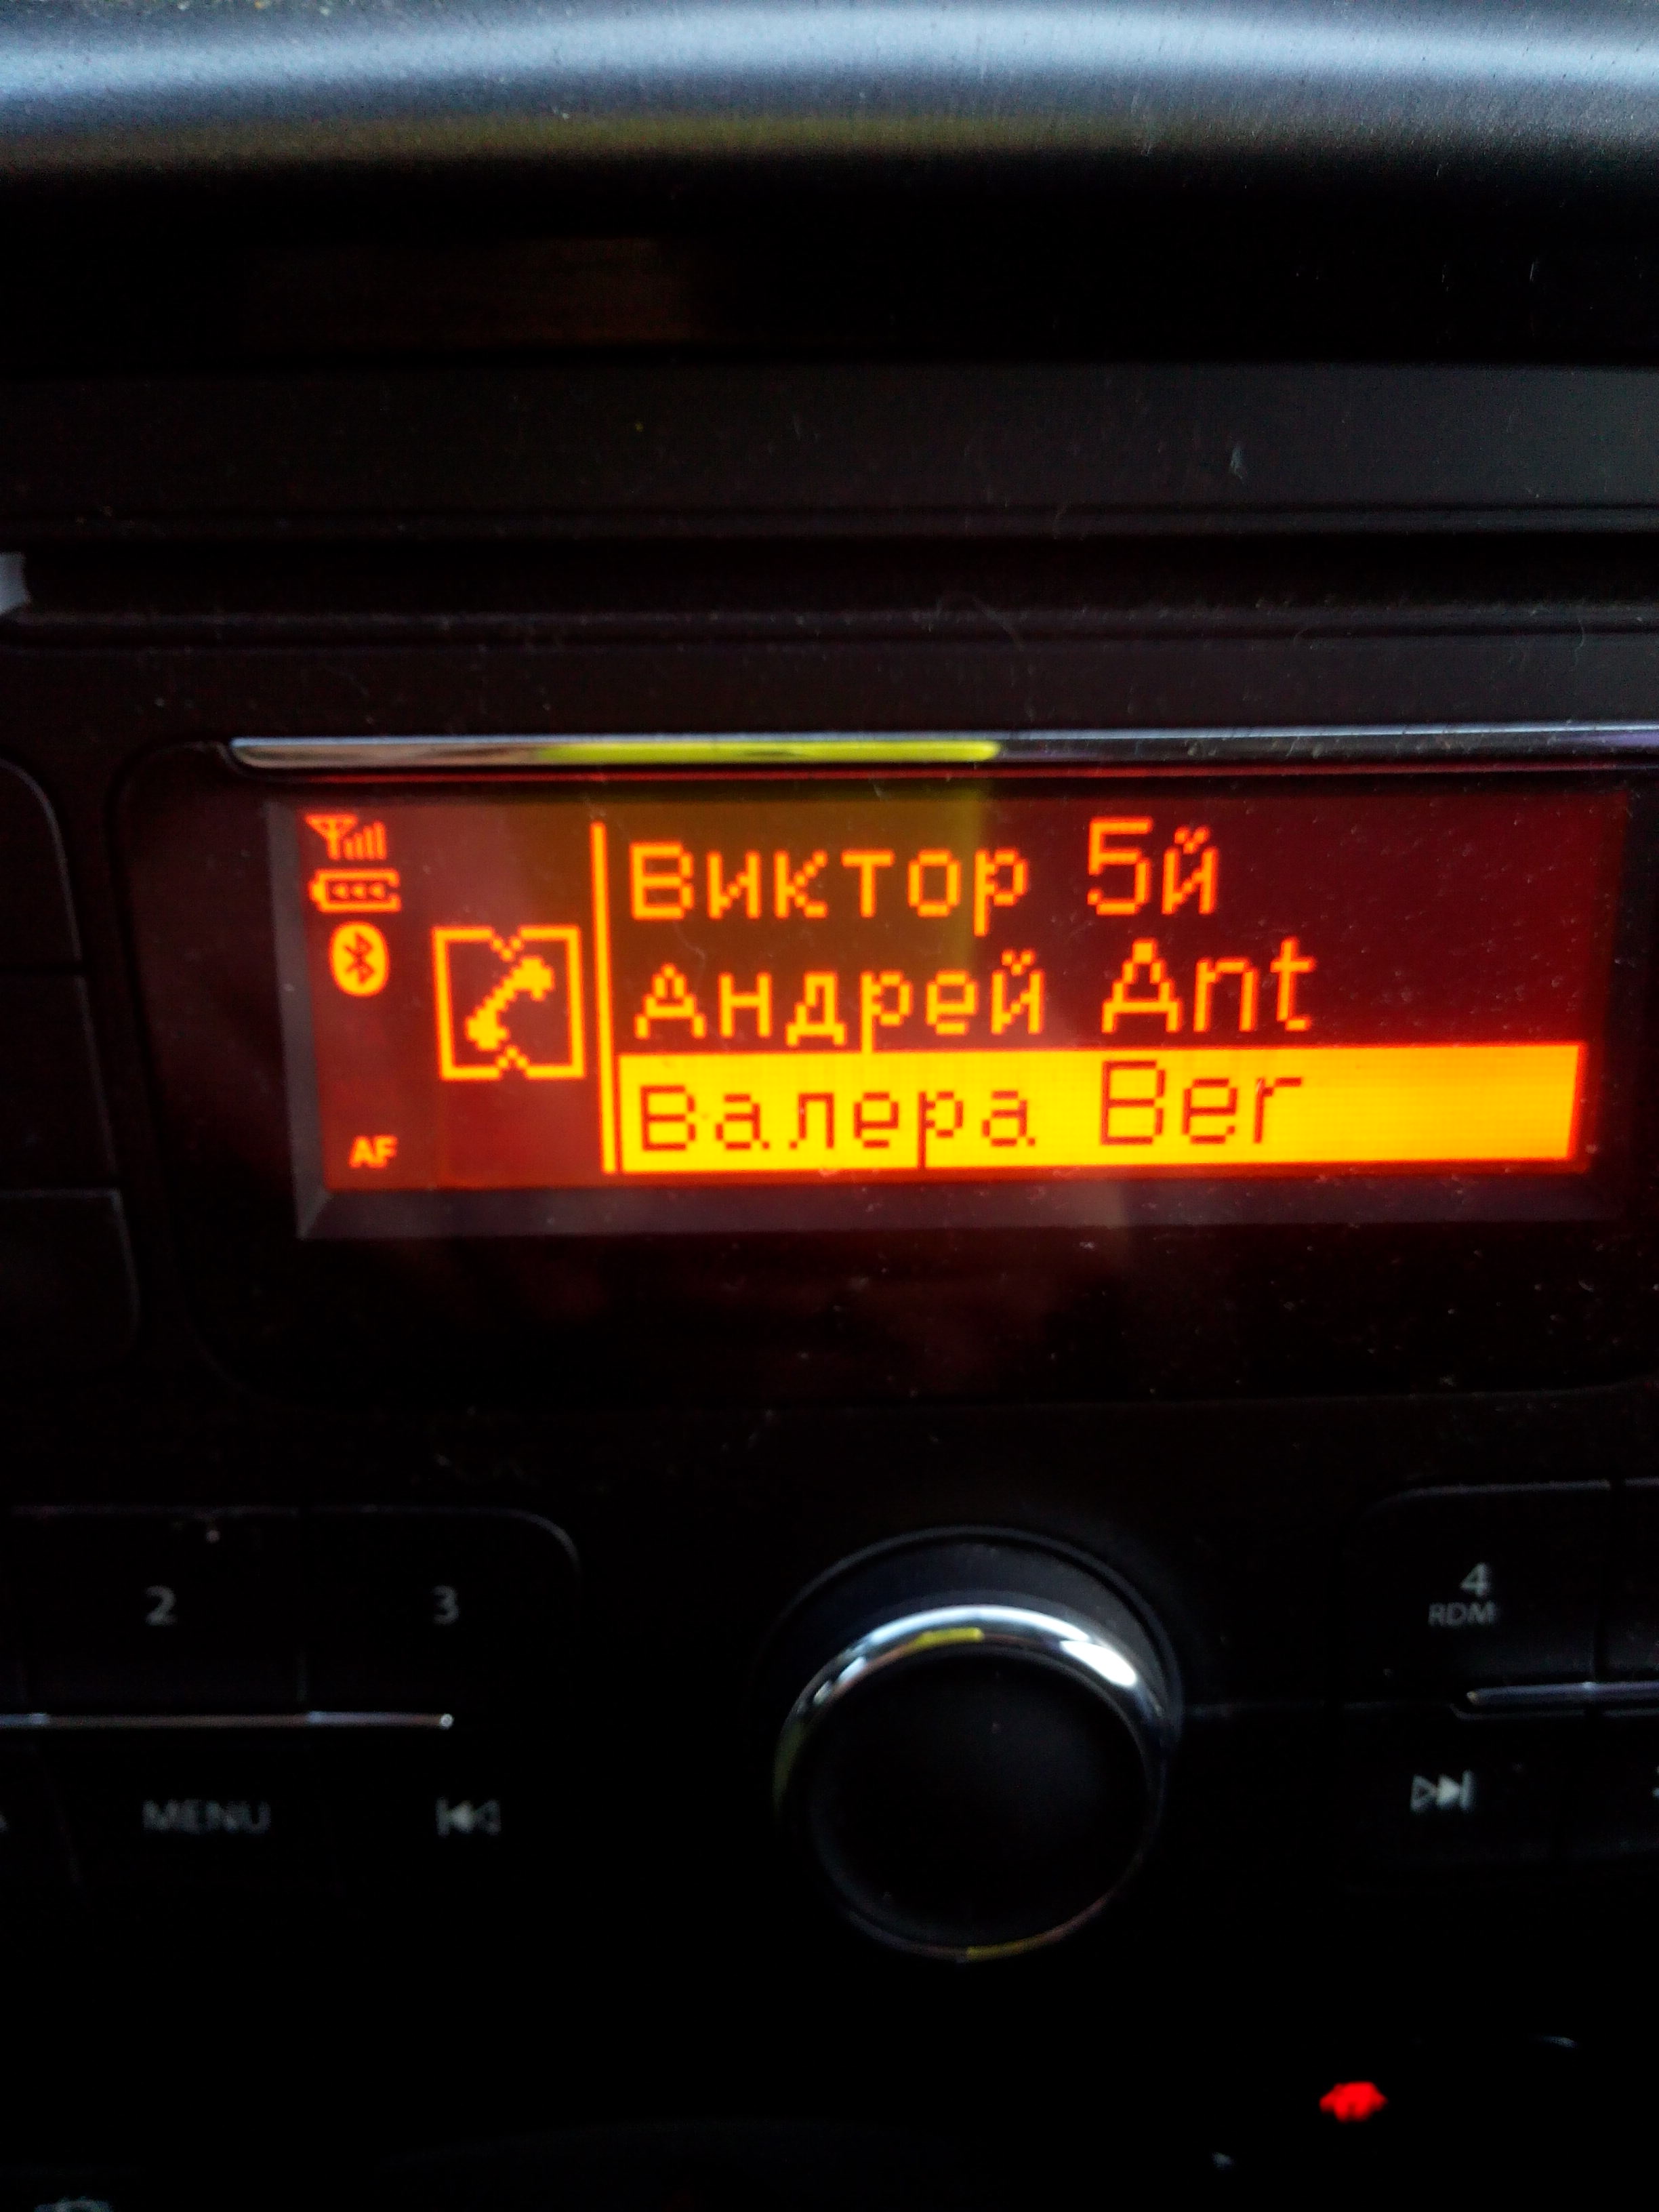 Виктор 5й
Андрей Ant
Валера Ber
AF
2
3
4
RDM
MENU